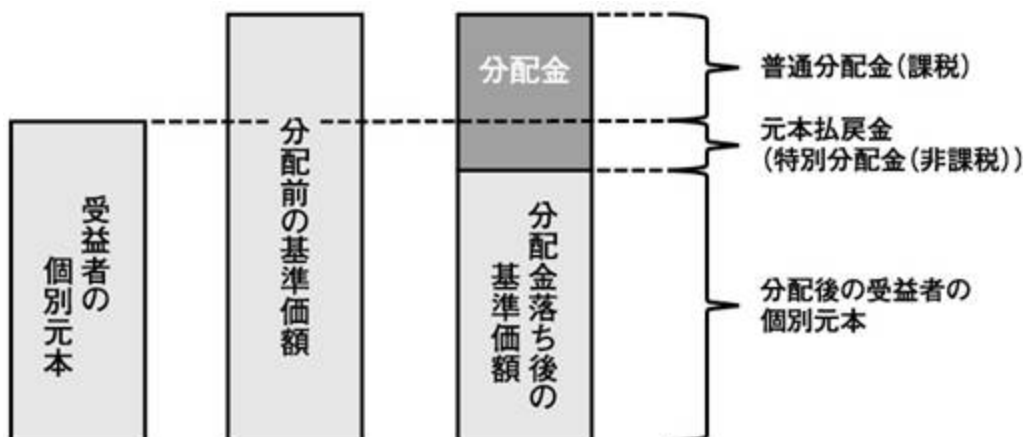 受益者の
個別元本
分配前の基準価額
分配金
分配金落ち後の
基準価額
普通分配金(課税)
元本払戻金
(特別分配金(非課税))
分配後の受益者の
個別元本